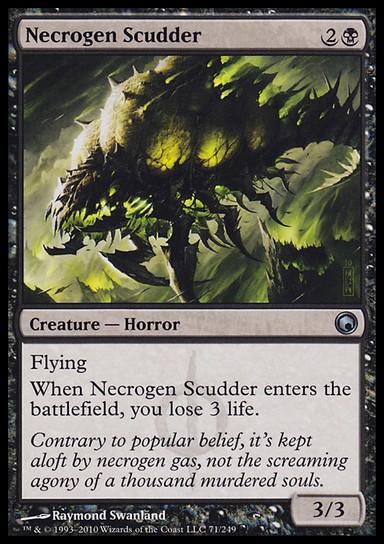 Necrogen Scudder 2
Creature — Horror
Flying
When Necrogen Scudder enters the
battlefield, you lose 3 life.
Contrary to popular belief, it's kept
aloft by necrogen gas, not the screaming
agony of a thousand murdered souls.
3/3
Raymond Swanland
™ & © 1993–2010 Wizards of the Coast LLC 71/249